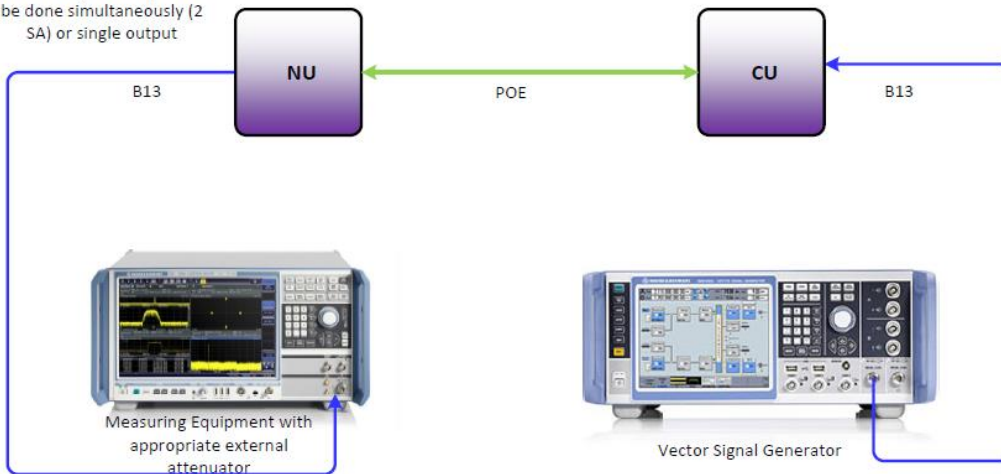 be done simultaneously (2
SA) or single output
NU
CU
B13
POE
B13
Measuring Equipment with
appropriate external
attenuator
Vector Signal Generator